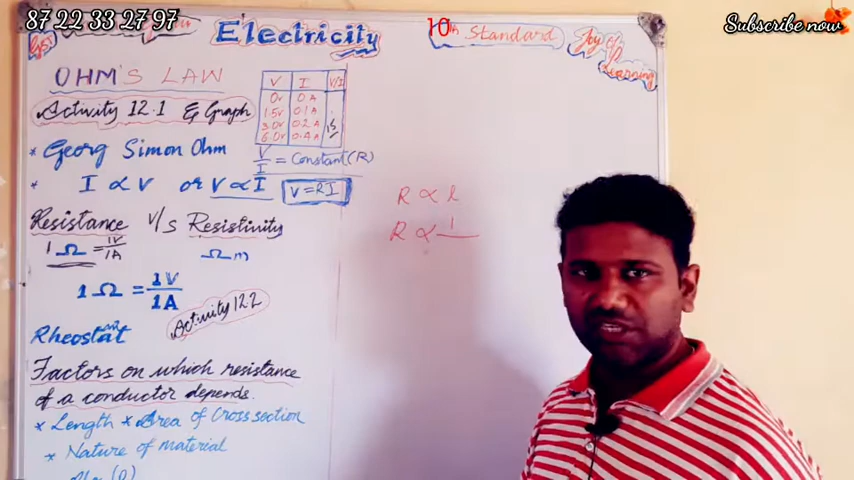 87 22 33 27 97
Subscribe now
Electricity
10th Standard
Joy of
Learning
OHM'S LAW
Activity 12.1 & Graph
V I V/I
0v 0A
1.5v 0.1A
3.0v 0.2A 15
6.0v 0.4A
* Georg Simon Ohm
V/I = Constant (R)
* I ∝ V or V ∝ I V=RI
R ∝ l
R ∝ 1
Resistance V/s Resistivity
1 Ω = 1V/1A Ωm
1 Ω = 1V/1A
Activity 12.2
Rheostat
Factors on which resistance
of a conductor depends.
* Length * Area of Cross section
* Nature of material